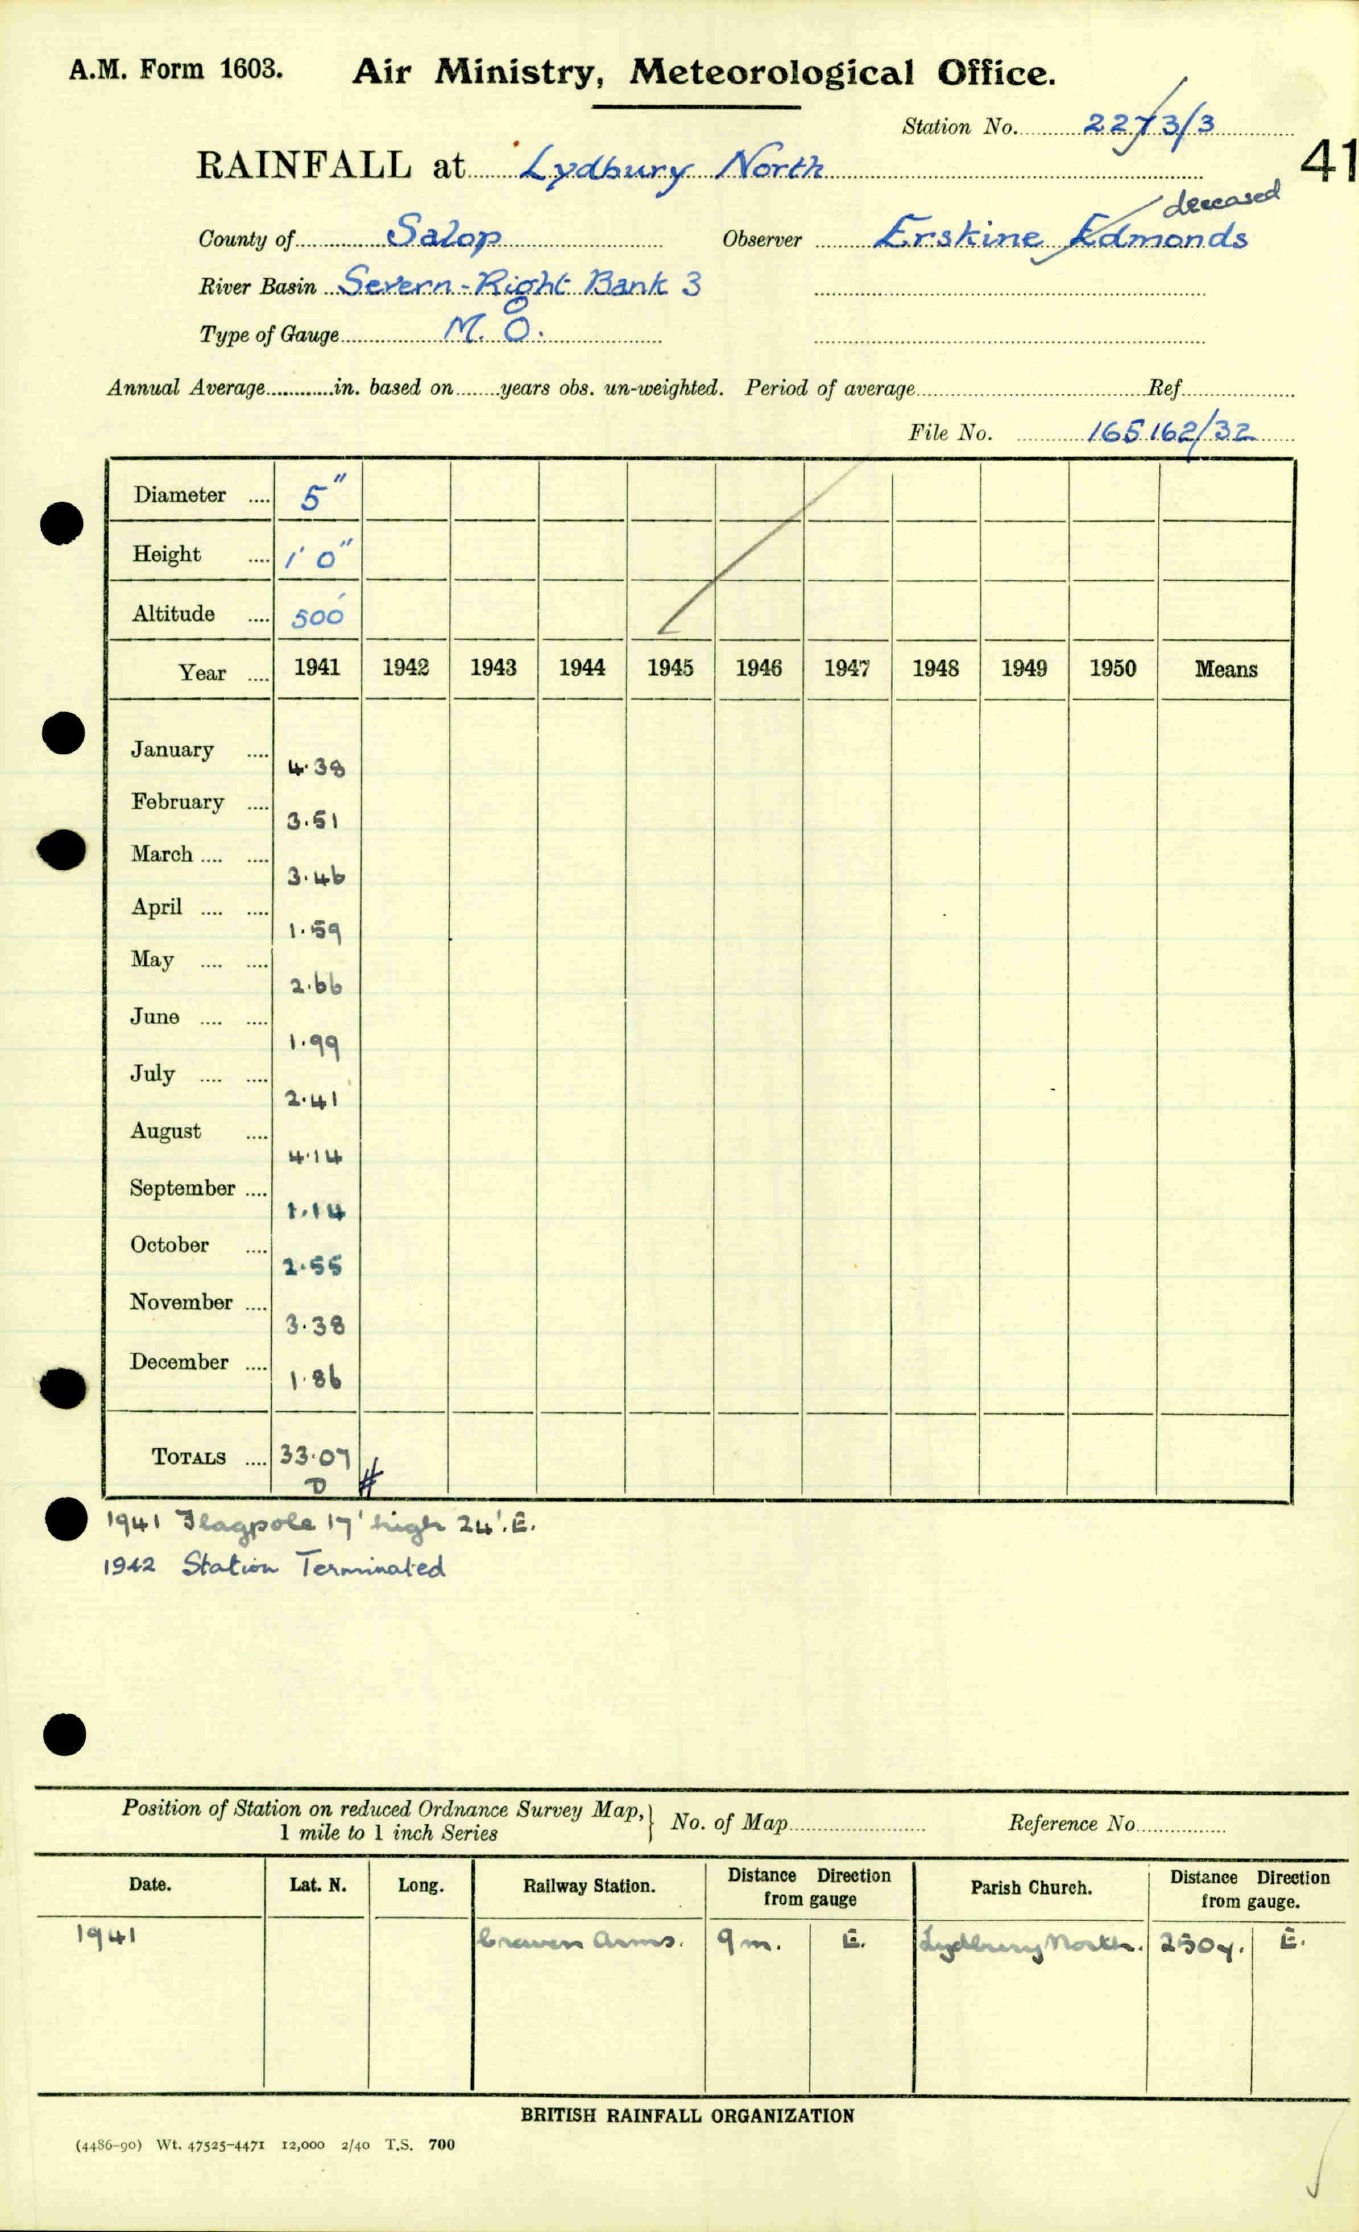 A.M. Form 1603. Air Ministry, Meteorological Office.
Station No. 2273/3
41
RAINFALL at Lydbury North
deceased
County of Salop Observer Erskine Edmonds
River Basin Severn-Right Bank 3
Type of Gauge M.O.
Annual Average............in. based on.......years obs. un-weighted. Period of average Ref.
File No. 165162/32
Diameter .... 5"
Height .... 1' 0"
Altitude .... 500'
Year .... 1941 1942 1943 1944 1945 1946 1947 1948 1949 1950 Means
January .... 4.38
February .... 3.51
March .... .... 3.46
April .... .... 1.59
May .... .... 2.66
June .... .... 1.99
July .... .... 2.41
August .... 4.14
September .... 1.14
October .... 2.55
November .... 3.38
December .... 1.86
TOTALS .... 33.07
D #
1941 Flagpole 17' high 24'.E.
1942 Station Terminated
Position of Station on reduced Ordnance Survey Map,} No. of Map Reference No.
1 mile to 1 inch Series
Date. Lat. N. Long. Railway Station. Distance Direction from gauge Parish Church. Distance Direction from gauge.
1941 Craven Arms. 9m. E. Lydbury North. 250y. E.
BRITISH RAINFALL ORGANIZATION
(4486-90) Wt. 47525-4471 12,000 2/40 T.S. 700